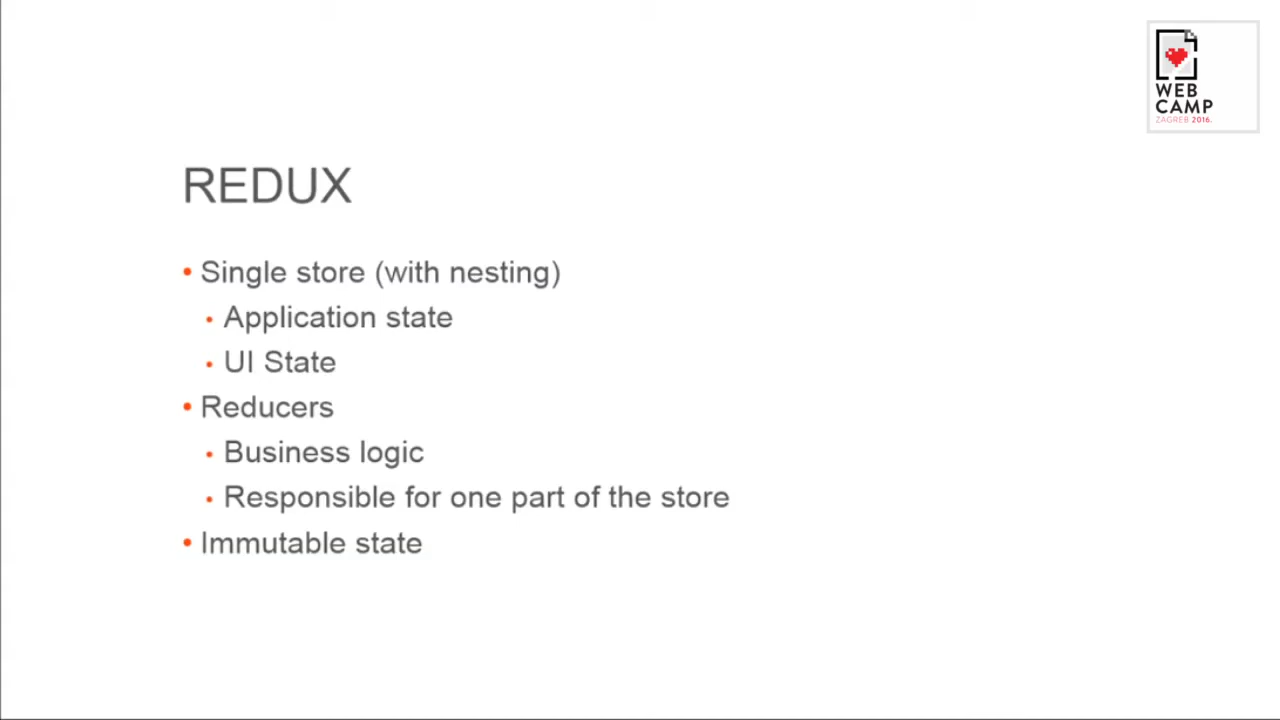 WEB
CAMP
ZAGREB 2016.
REDUX
• Single store (with nesting)
• Application state
• UI State
• Reducers
• Business logic
• Responsible for one part of the store
• Immutable state